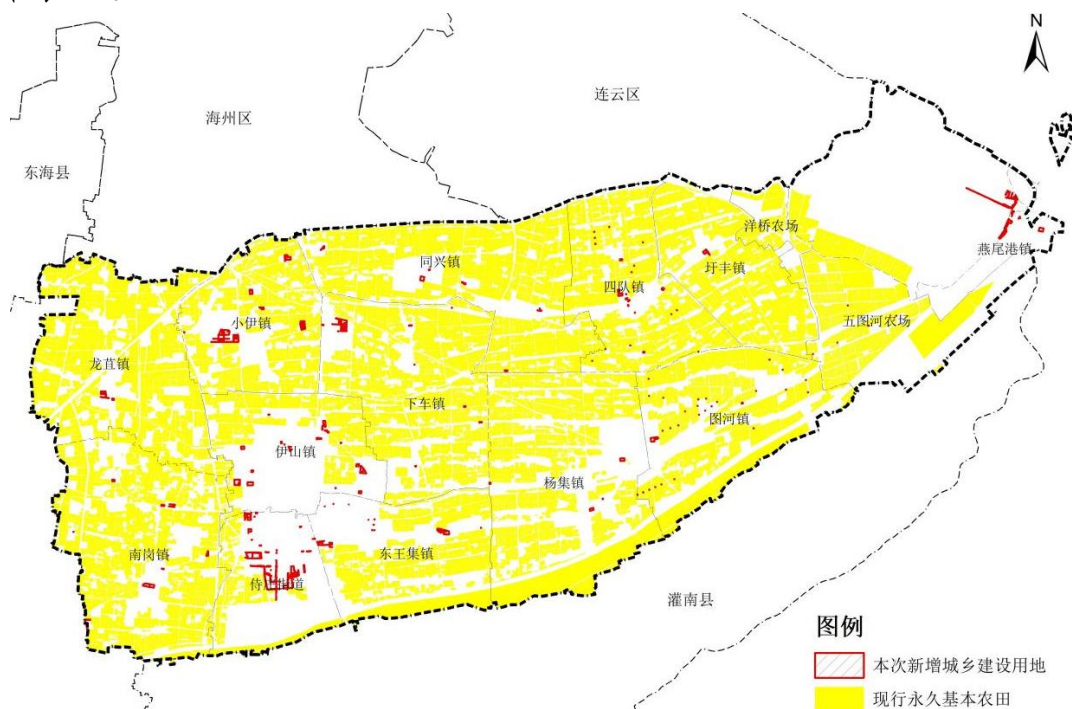 N
连云区
海州区
东海县
洋桥农场
燕尾港镇
同兴镇
圩丰镇
四队镇
小伊镇
五图河农场
龙苴镇
下车镇
图河镇
伊山镇
杨集镇
南岗镇
东王集镇
侍庄街道
灌南县
图例
本次新增城乡建设用地
现行永久基本农田